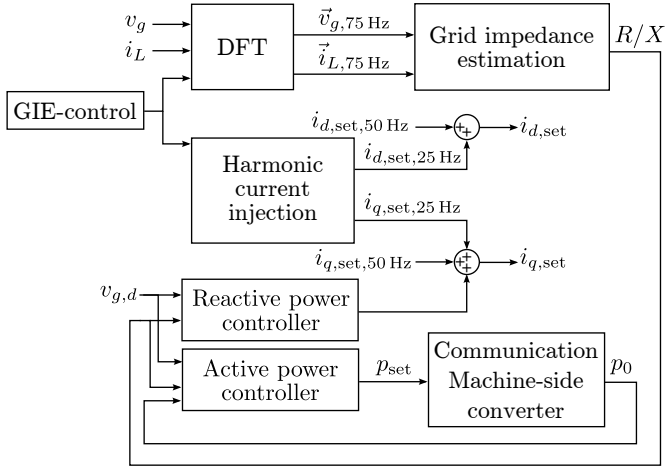 v_g
i_L
DFT
v⃗_g,75 Hz
i⃗_L,75 Hz
Grid impedance
estimation
R/X
GIE-control
Harmonic
current
injection
i_d,set,50 Hz
i_d,set
i_d,set,25 Hz
i_q,set,25 Hz
i_q,set,50 Hz
i_q,set
v_g,d
Reactive power
controller
Active power
controller
p_set
Communication
Machine-side
converter
p_0